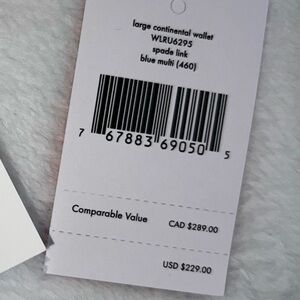 large continental wallet
WLRU6295
spade link
blue multi (460)
7 67883 69050 5
Comparable Value CAD $289.00
USD $229.00